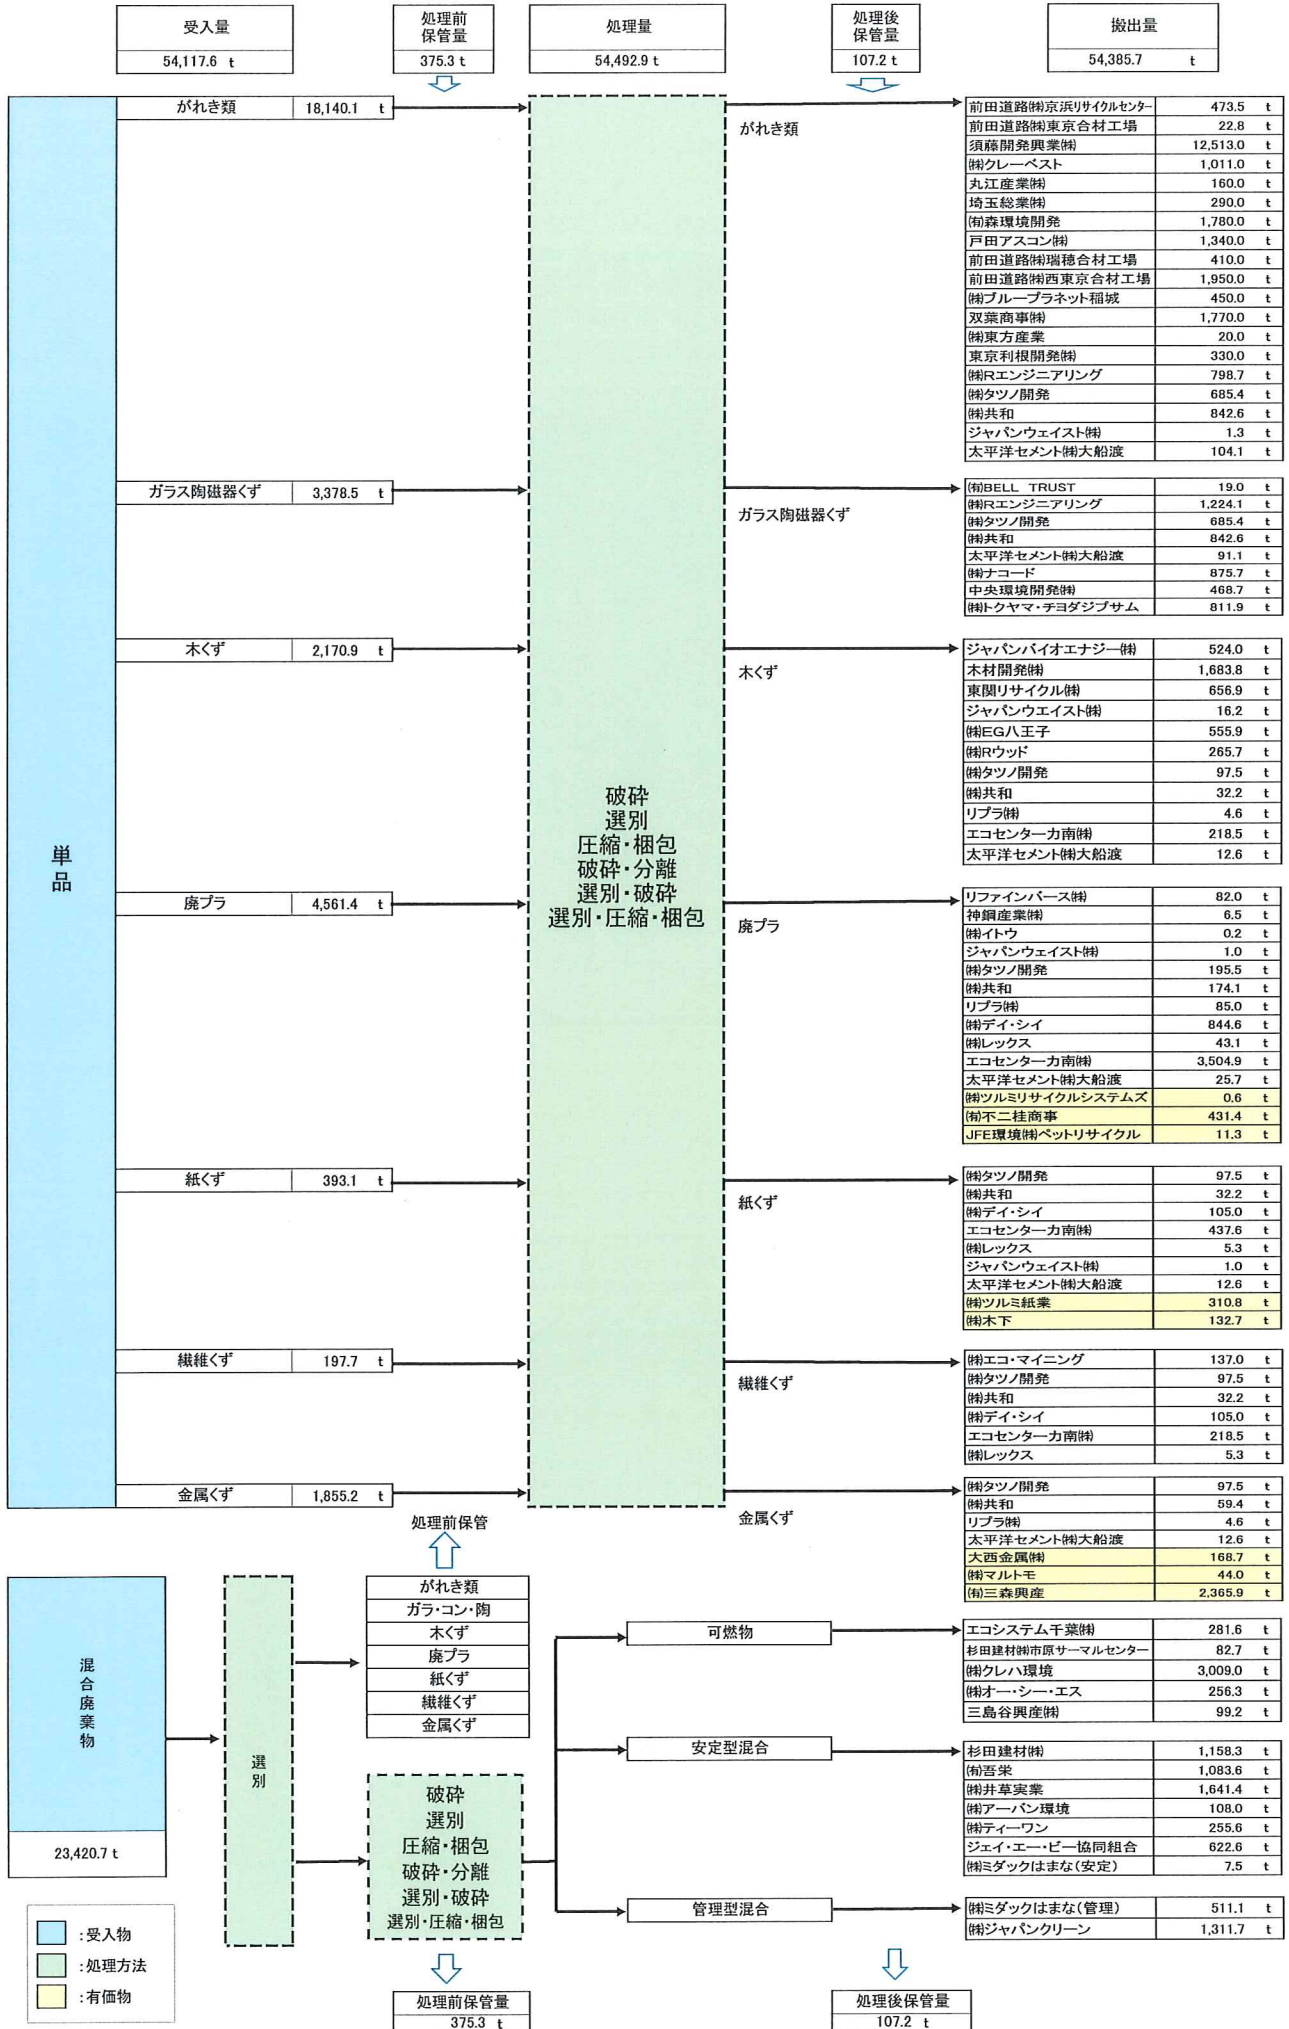 受入量
54,117.6 t
処理前
保管量
375.3 t
処理量
54,492.9 t
処理後
保管量
107.2 t
搬出量
54,385.7 t
単品
がれき類 18,140.1 t
がれき類
前田道路㈱京浜リサイクルセンター 473.5 t
前田道路㈱東京合材工場 22.8 t
須藤開発興業㈱ 12,513.0 t
㈱クレーベスト 1,011.0 t
丸江産業㈱ 160.0 t
埼玉総業㈱ 290.0 t
㈲森環境開発 1,780.0 t
戸田アスコン㈱ 1,340.0 t
前田道路㈱瑞穂合材工場 410.0 t
前田道路㈱西東京合材工場 1,950.0 t
㈱ブループラネット稲城 450.0 t
双葉商事㈱ 1,770.0 t
㈱東方産業 20.0 t
東京利根開発㈱ 330.0 t
㈱Rエンジニアリング 798.7 t
㈱タツノ開発 685.4 t
㈱共和 842.6 t
ジャパンウェイスト㈱ 1.3 t
太平洋セメント㈱大船渡 104.1 t
ガラス陶磁器くず 3,378.5 t
ガラス陶磁器くず
㈲BELL TRUST 19.0 t
㈱Rエンジニアリング 1,224.1 t
㈱タツノ開発 685.4 t
㈱共和 842.6 t
太平洋セメント㈱大船渡 91.1 t
㈱ナコード 875.7 t
中央環境開発㈱ 468.7 t
㈱トクヤマ・チヨダジプサム 811.9 t
木くず 2,170.9 t
木くず
ジャパンバイオエナジー㈱ 524.0 t
木材開発㈱ 1,683.8 t
東関リサイクル㈱ 656.9 t
ジャパンウエイスト㈱ 16.2 t
㈱EG八王子 555.9 t
㈱Rウッド 265.7 t
㈱タツノ開発 97.5 t
㈱共和 32.2 t
リプラ㈱ 4.6 t
エコセンター力南㈱ 218.5 t
太平洋セメント㈱大船渡 12.6 t
破砕
選別
圧縮・梱包
破砕・分離
選別・破砕
選別・圧縮・梱包
廃プラ 4,561.4 t
廃プラ
リファインバース㈱ 82.0 t
神鋼産業㈱ 6.5 t
㈱イトウ 0.2 t
ジャパンウェイスト㈱ 1.0 t
㈱タツノ開発 195.5 t
㈱共和 174.1 t
リプラ㈱ 85.0 t
㈱デイ・シイ 844.6 t
㈱レックス 43.1 t
エコセンター力南㈱ 3,504.9 t
太平洋セメント㈱大船渡 25.7 t
㈱ツルミリサイクルシステムズ 0.6 t
㈲不二桂商事 431.4 t
JFE環境㈱ペットリサイクル 11.3 t
紙くず 393.1 t
紙くず
㈱タツノ開発 97.5 t
㈱共和 32.2 t
㈱デイ・シイ 105.0 t
エコセンター力南㈱ 437.6 t
㈱レックス 5.3 t
ジャパンウェイスト㈱ 1.0 t
太平洋セメント㈱大船渡 12.6 t
㈱ツルミ紙業 310.8 t
㈱木下 132.7 t
繊維くず 197.7 t
繊維くず
㈱エコ・マイニング 137.0 t
㈱タツノ開発 97.5 t
㈱共和 32.2 t
㈱デイ・シイ 105.0 t
エコセンター力南㈱ 218.5 t
㈱レックス 5.3 t
金属くず 1,855.2 t
金属くず
㈱タツノ開発 97.5 t
㈱共和 59.4 t
リプラ㈱ 4.6 t
太平洋セメント㈱大船渡 12.6 t
大西金属㈱ 168.7 t
㈱マルトモ 44.0 t
㈲三森興産 2,365.9 t
処理前保管
混合廃棄物
23,420.7 t
選別
がれき類
ガラ・コン・陶
木くず
廃プラ
紙くず
繊維くず
金属くず
破砕
選別
圧縮・梱包
破砕・分離
選別・破砕
選別・圧縮・梱包
可燃物
エコシステム千葉㈱ 281.6 t
杉田建材㈱市原サーマルセンター 82.7 t
㈱クレハ環境 3,009.0 t
㈱オー・シー・エス 256.3 t
三島谷興産㈱ 99.2 t
安定型混合
杉田建材㈱ 1,158.3 t
㈲吾栄 1,083.6 t
㈱井草実業 1,641.4 t
㈱アーバン環境 108.0 t
㈱ティーワン 255.6 t
ジェイ・エー・ビー協同組合 622.6 t
㈱ミダックはまな(安定) 7.5 t
管理型混合
㈱ミダックはまな(管理) 511.1 t
㈱ジャパンクリーン 1,311.7 t
:受入物
:処理方法
:有価物
処理前保管量
375.3 t
処理後保管量
107.2 t